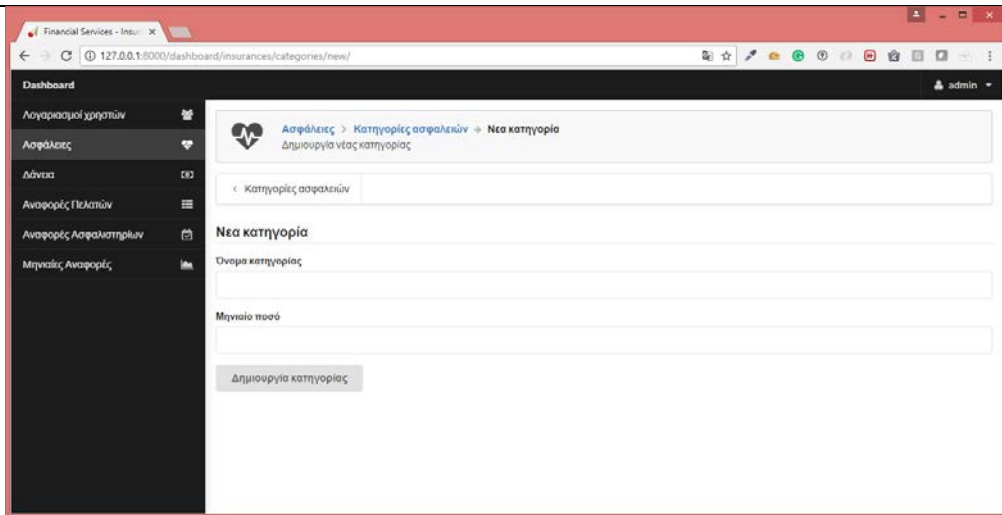 Financial Services - Insur
127.0.0.1:8000/dashboard/insurances/categories/new/
Dashboard
admin
Λογαριασμοί χρηστών
Ασφάλειες
Δάνεια
Αναφορές Πελατών
Αναφορές Ασφαλιστηρίων
Μηνιαίες Αναφορές
Ασφάλειες > Κατηγορίες ασφαλειών → Νεα κατηγορία
Δημιουργία νέας κατηγορίας
< Κατηγορίες ασφαλειών
Νεα κατηγορία
Όνομα κατηγορίας
Μηνιαίο ποσό
Δημιουργία κατηγορίας